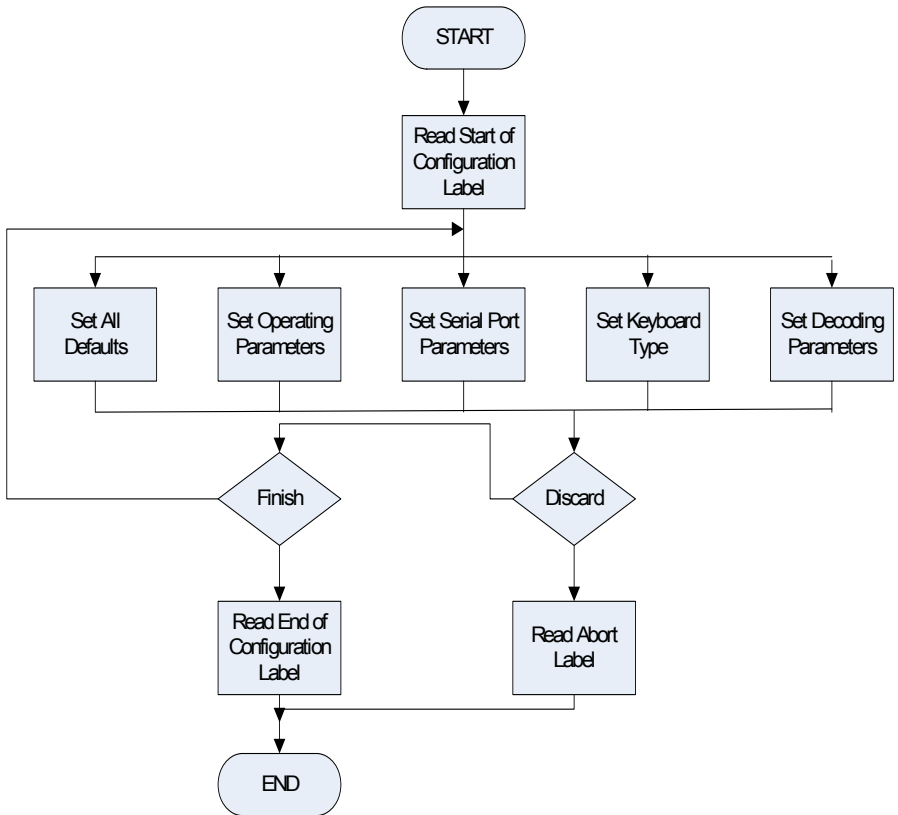 START
Read Start of
Configuration
Label
Set All
Defaults
Set Operating
Parameters
Set Serial Port
Parameters
Set Keyboard
Type
Set Decoding
Parameters
Finish
Discard
Read End of
Configuration
Label
Read Abort
Label
END